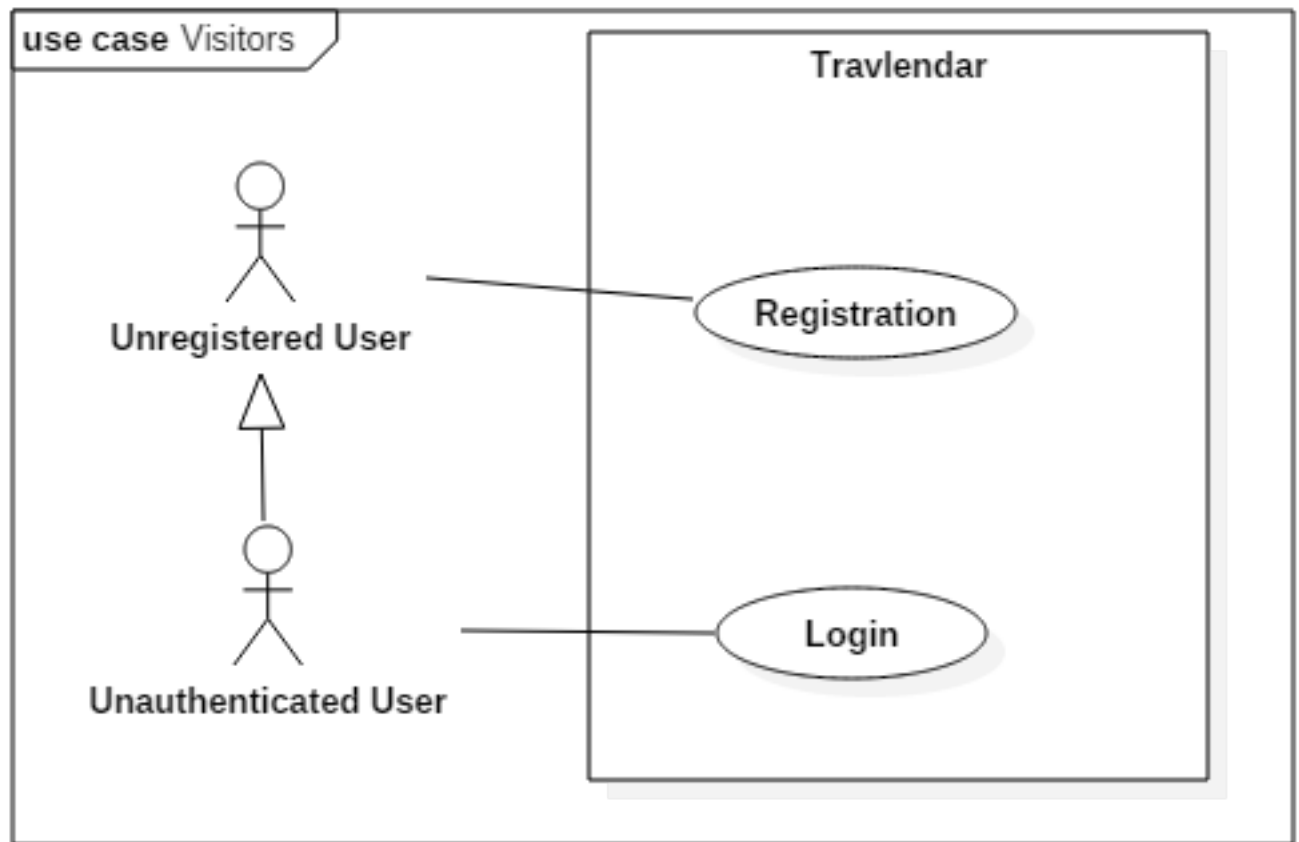 use case Visitors
Travlendar
Unregistered User
Registration
Unauthenticated User
Login